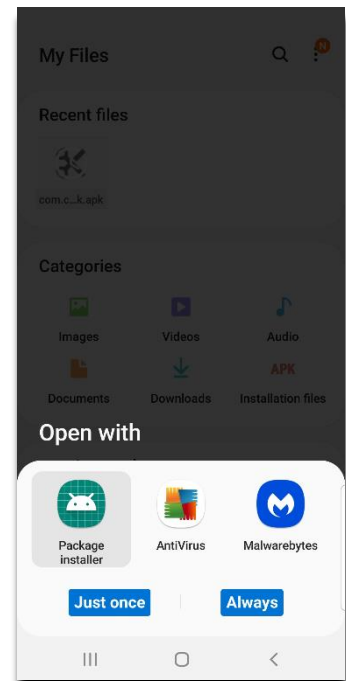 My Files
N
Recent files
com.c...k.apk
Categories
Images Videos Audio
APK
Documents Downloads Installation files
Open with
Package installer AntiVirus Malwarebytes
Just once Always